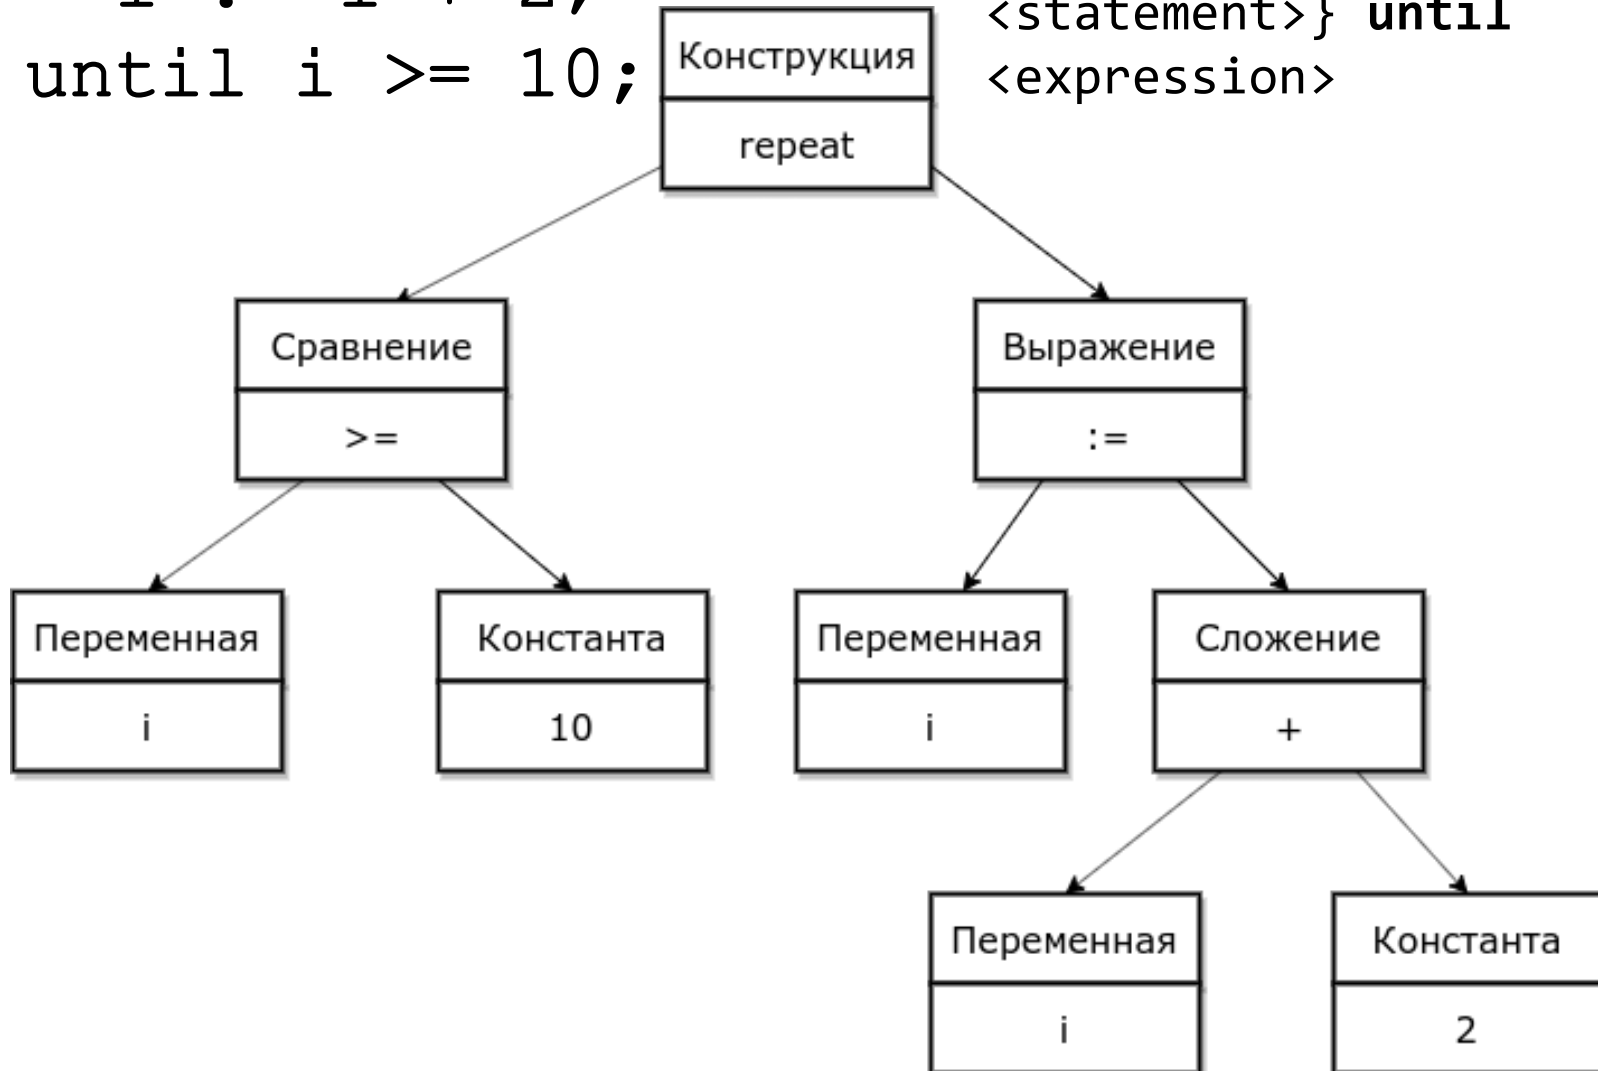 until i >= 10;
<statement>} until
<expression>
Конструкция
repeat
Сравнение
>=
Выражение
:=
Переменная
i
Константа
10
Переменная
i
Сложение
+
Переменная
i
Константа
2